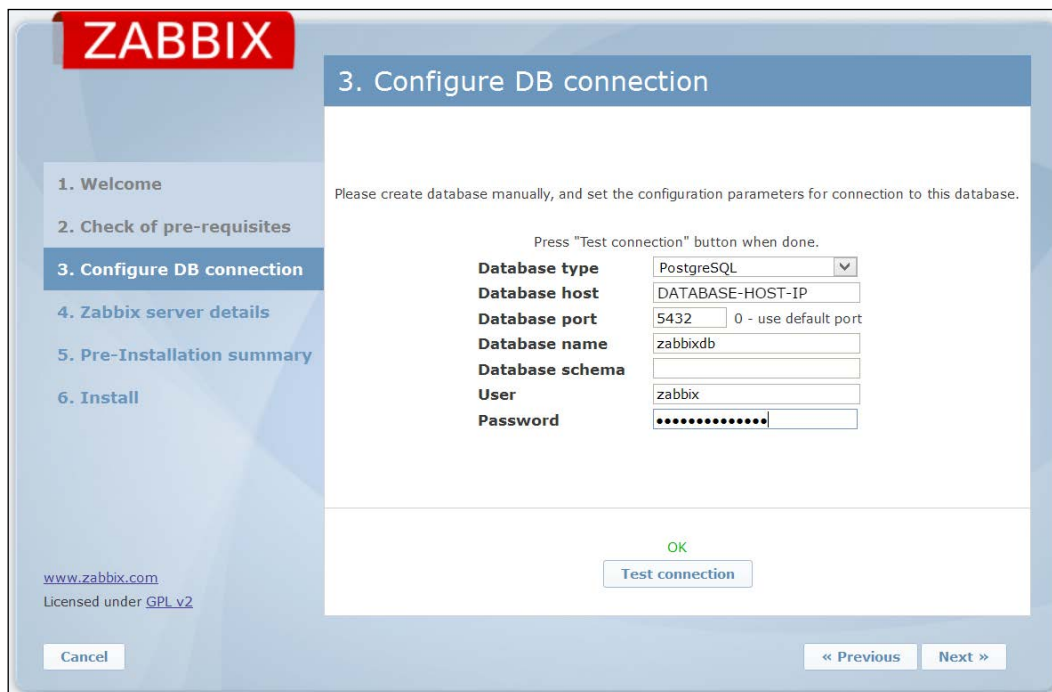 ZABBIX
3. Configure DB connection
1. Welcome
2. Check of pre-requisites
3. Configure DB connection
4. Zabbix server details
5. Pre-Installation summary
6. Install
Please create database manually, and set the configuration parameters for connection to this database.
Press "Test connection" button when done.
Database type PostgreSQL
Database host DATABASE-HOST-IP
Database port 5432 0 - use default port
Database name zabbixdb
Database schema
User zabbix
Password ••••••••••••••
OK
Test connection
www.zabbix.com
Licensed under GPL v2
Cancel « Previous Next »